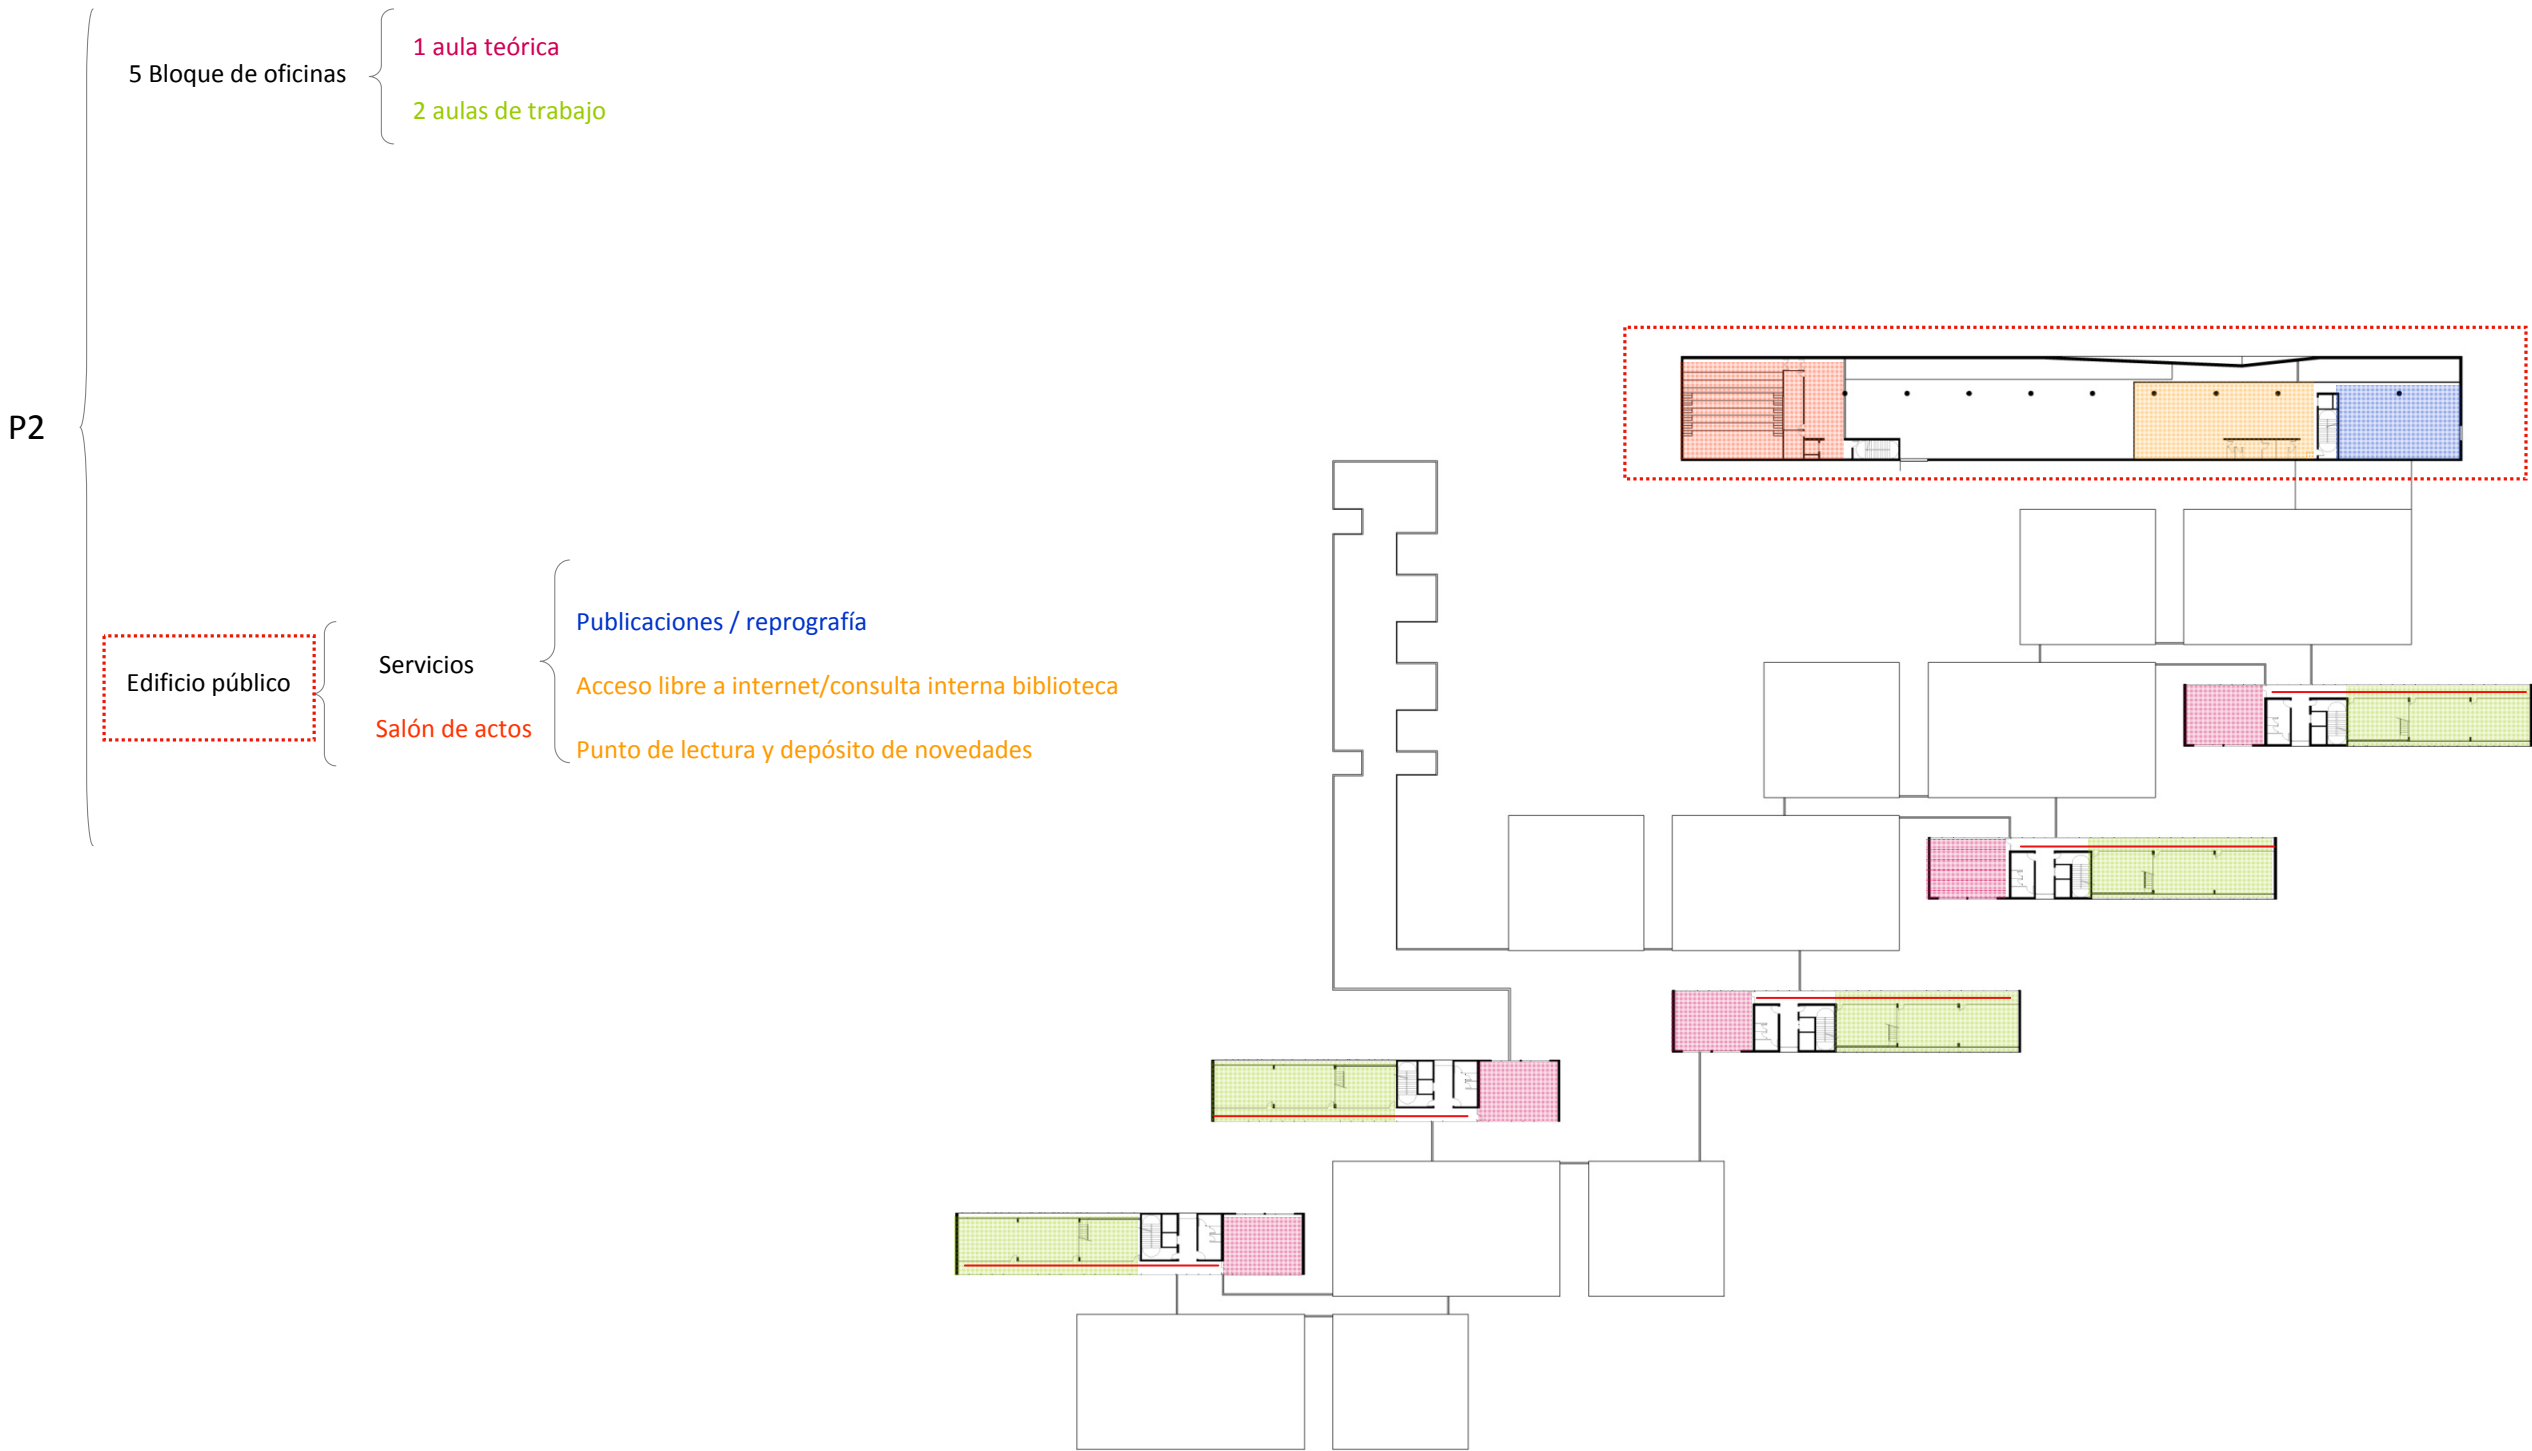 P2
5 Bloque de oficinas
1 aula teórica
2 aulas de trabajo
Edificio público
Servicios
Publicaciones / reprografía
Acceso libre a internet/consulta interna biblioteca
Punto de lectura y depósito de novedades
Salón de actos